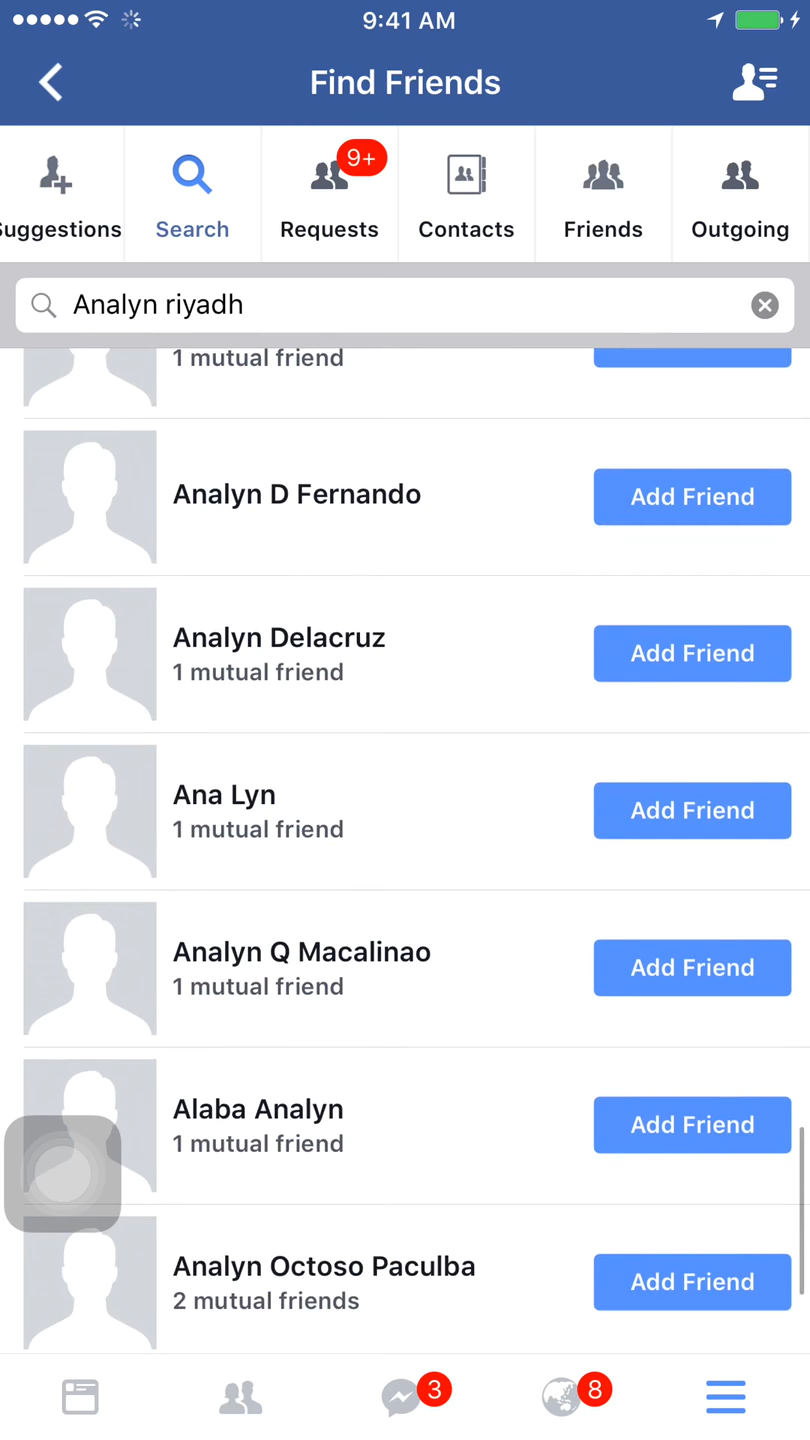 9:41 AM
Find Friends
9+
Suggestions Search Requests Contacts Friends Outgoing
Analyn riyadh
1 mutual friend
Analyn D Fernando
Add Friend
Analyn Delacruz
1 mutual friend
Add Friend
Ana Lyn
1 mutual friend
Add Friend
Analyn Q Macalinao
1 mutual friend
Add Friend
Alaba Analyn
1 mutual friend
Add Friend
Analyn Octoso Paculba
2 mutual friends
Add Friend
3 8